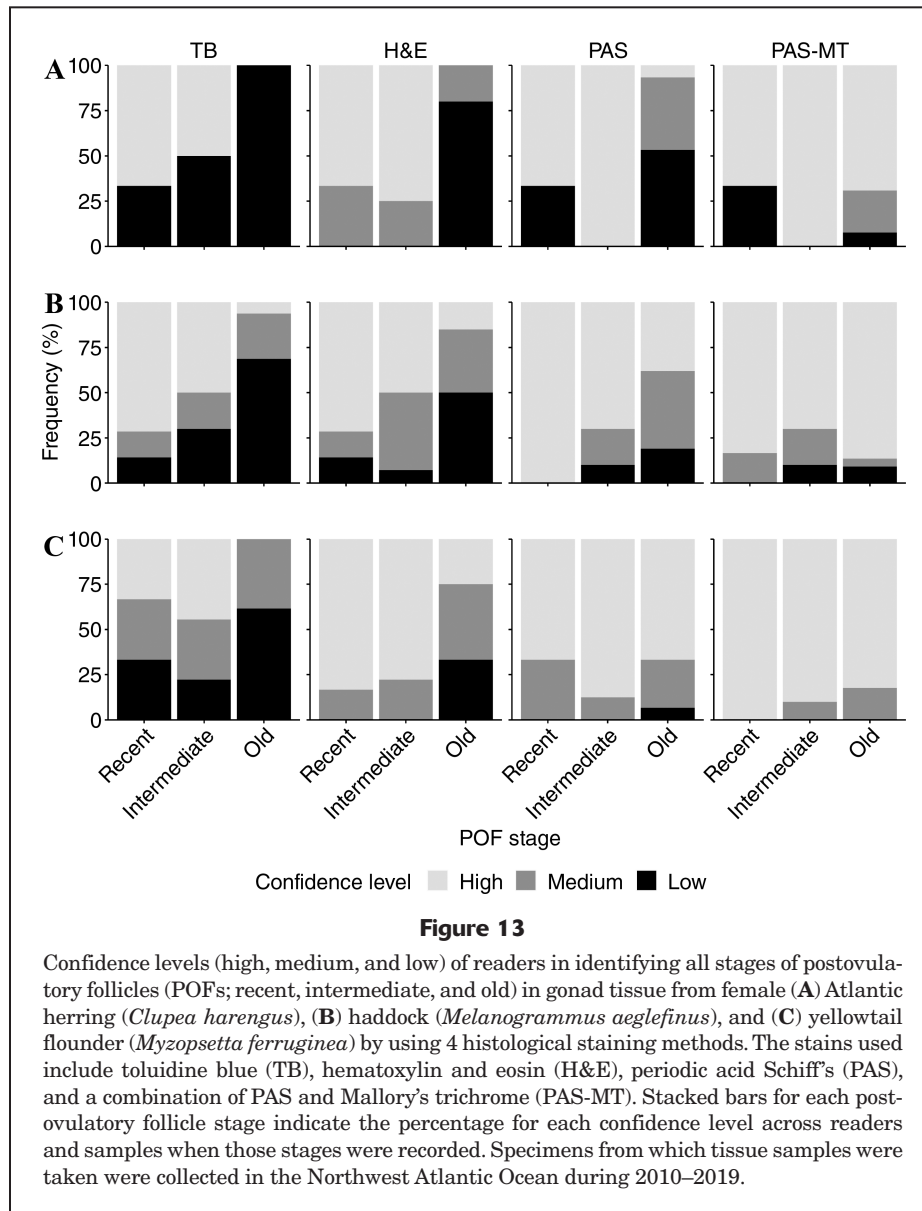 TB H&E PAS PAS-MT
A
100
75
50
25
0
B
100
75
50
25
0
C
100
75
50
25
0
Frequency (%)
Recent Intermediate Old Recent Intermediate Old Recent Intermediate Old Recent Intermediate Old
POF stage
Confidence level High Medium Low
Figure 13
Confidence levels (high, medium, and low) of readers in identifying all stages of postovula-
tory follicles (POFs; recent, intermediate, and old) in gonad tissue from female (A) Atlantic
herring (Clupea harengus), (B) haddock (Melanogrammus aeglefinus), and (C) yellowtail
flounder (Myzopsetta ferruginea) by using 4 histological staining methods. The stains used
include toluidine blue (TB), hematoxylin and eosin (H&E), periodic acid Schiff's (PAS),
and a combination of PAS and Mallory's trichrome (PAS-MT). Stacked bars for each post-
ovulatory follicle stage indicate the percentage for each confidence level across readers
and samples when those stages were recorded. Specimens from which tissue samples were
taken were collected in the Northwest Atlantic Ocean during 2010–2019.